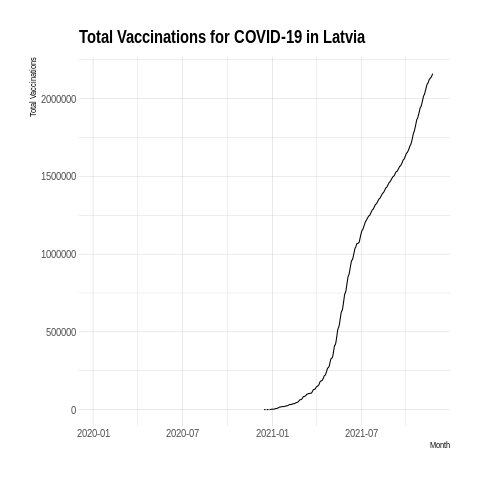 Total Vaccinations for COVID-19 in Latvia
Total Vaccinations
2000000
1500000
1000000
500000
0
2020-01 2020-07 2021-01 2021-07
Month